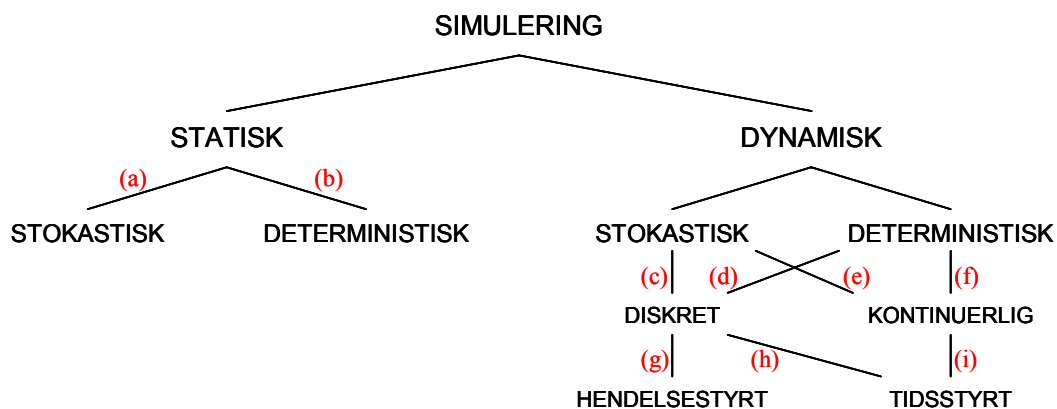 SIMULERING
STATISK DYNAMISK
(a) (b)
STOKASTISK DETERMINISTISK STOKASTISK DETERMINISTISK
(c) (d) (e) (f)
DISKRET KONTINUERLIG
(g) (h) (i)
HENDELSESTYRT TIDSSTYRT